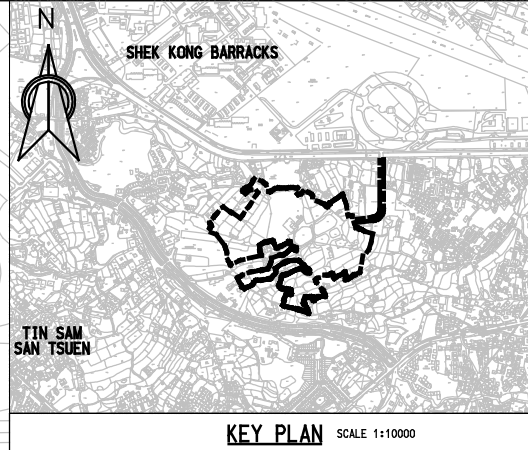 N
SHEK KONG BARRACKS
TIN SAM
SAN TSUEN
KEY PLAN SCALE 1:10000